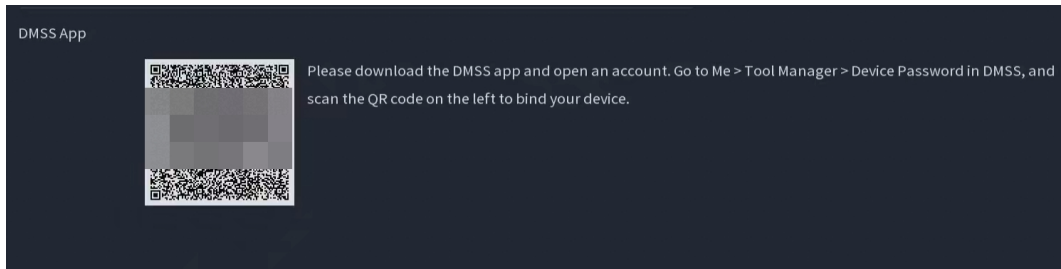 DMSS App
Please download the DMSS app and open an account. Go to Me > Tool Manager > Device Password in DMSS, and
scan the QR code on the left to bind your device.